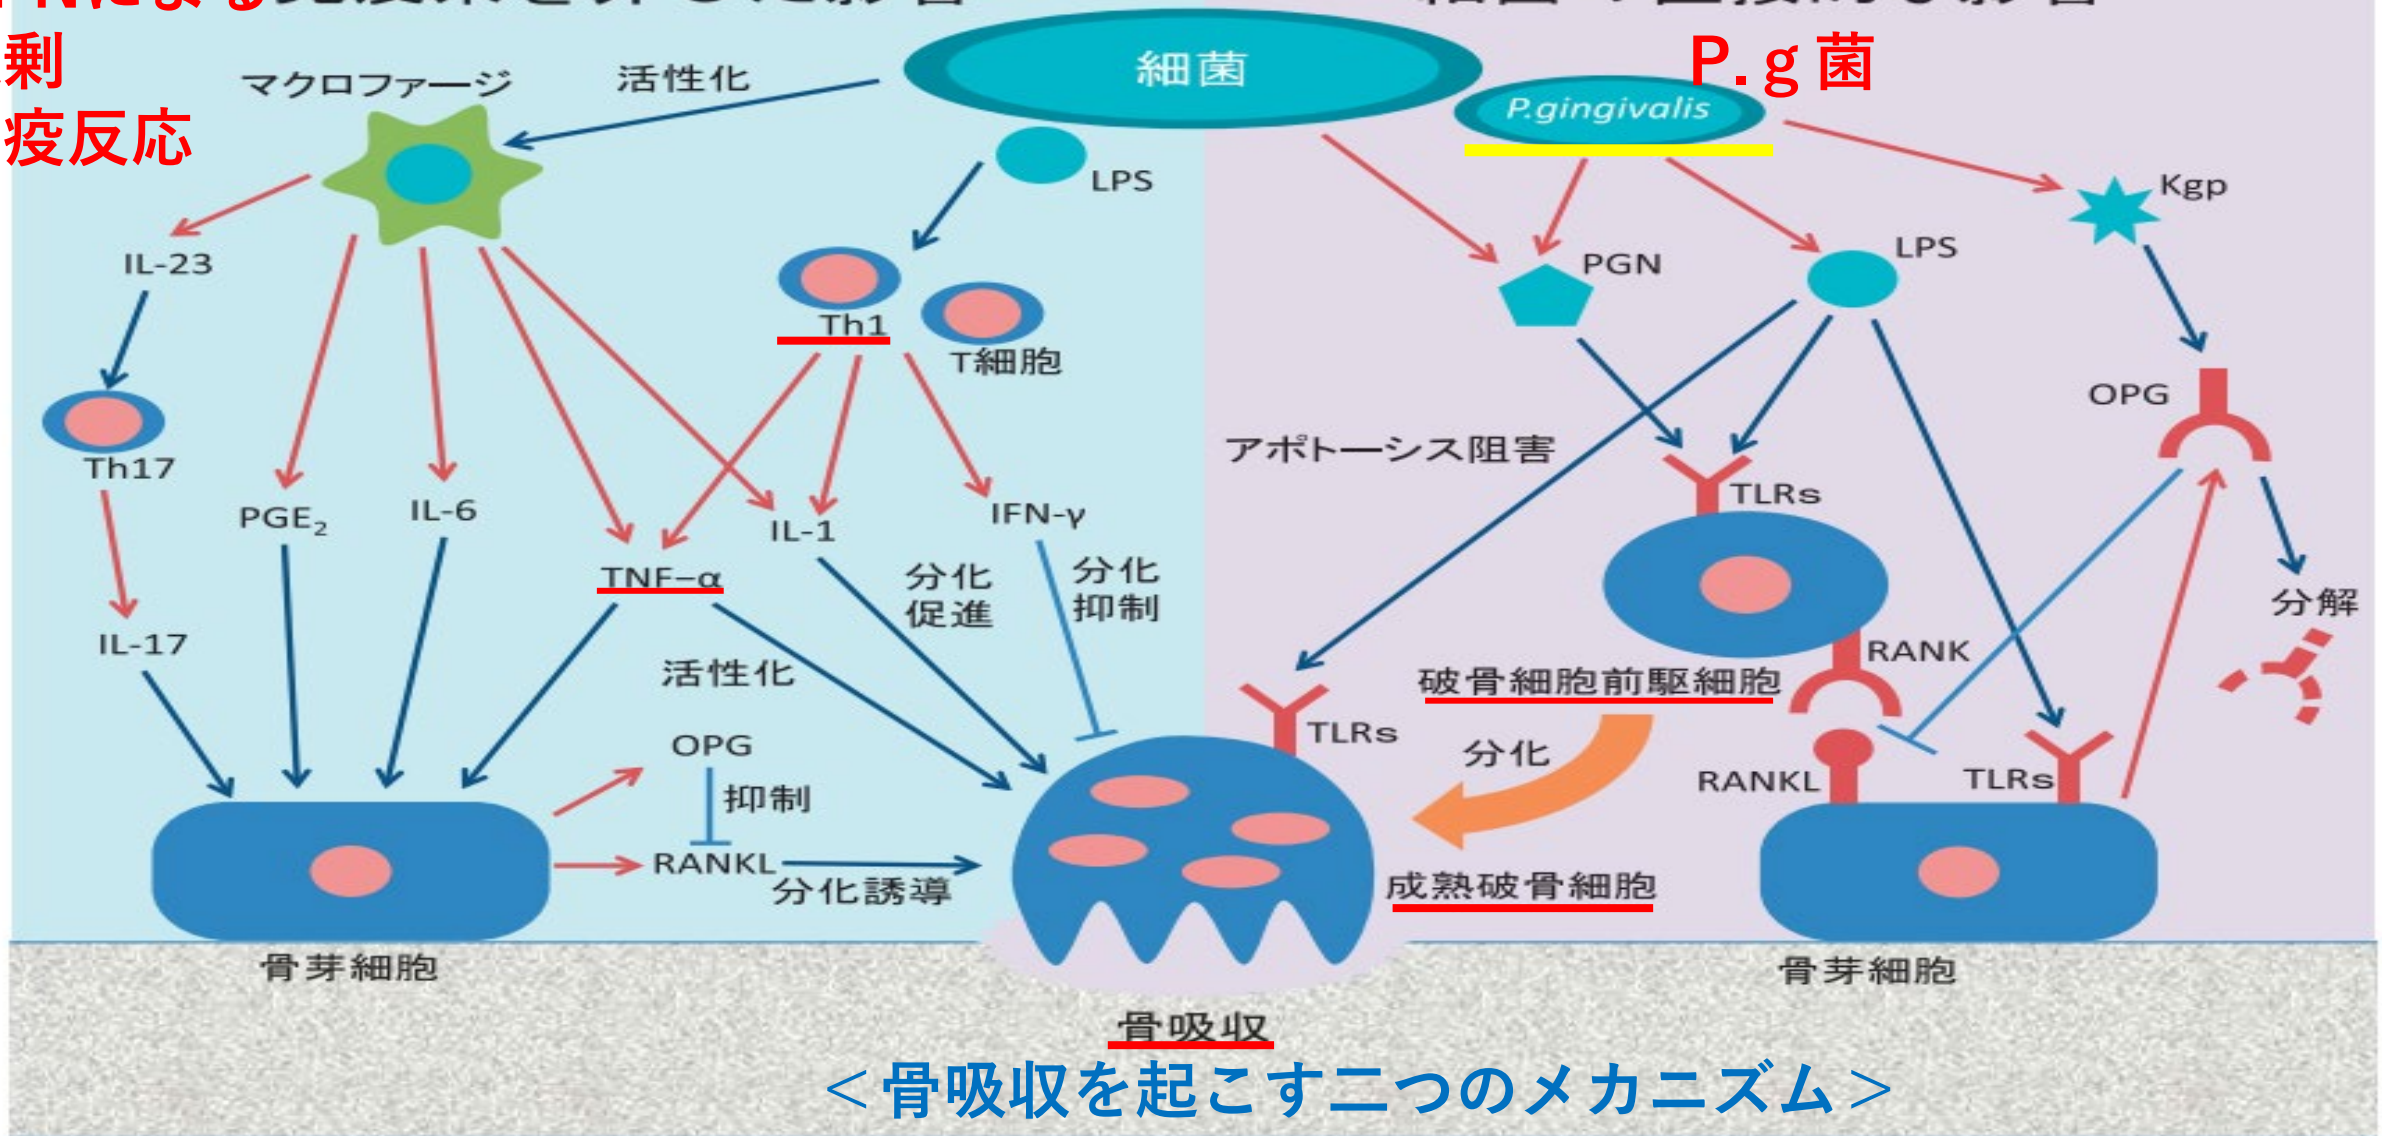 剰
疫反応
マクロファージ
活性化
細菌
P.g菌
P.gingivalis
LPS
IL-23
Th1
T細胞
Th17
PGE₂
IL-6
TNF-α
IL-1
IFN-γ
IL-17
分化
促進
分化
抑制
活性化
OPG
抑制
RANKL
分化誘導
骨芽細胞
Kgp
PGN
LPS
OPG
アポトーシス阻害
TLRs
分解
RANK
破骨細胞前駆細胞
TLRs
分化
RANKL
TLRs
成熟破骨細胞
骨芽細胞
骨吸収
＜骨吸収を起こす二つのメカニズム＞